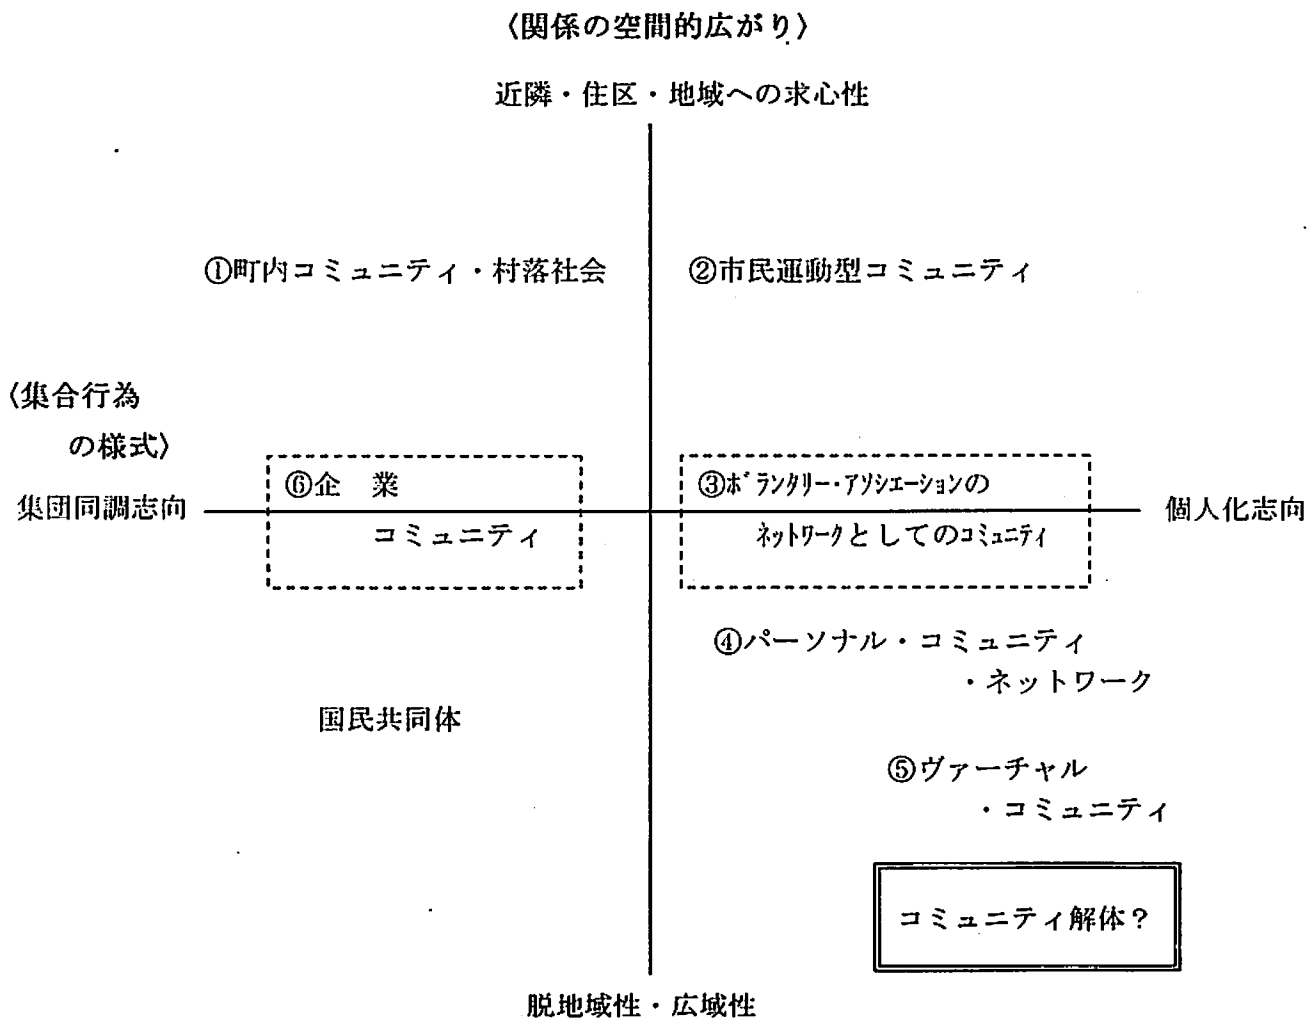 〈関係の空間的広がり〉
近隣・住区・地域への求心性
①町内コミュニティ・村落社会
②市民運動型コミュニティ
〈集合行為
の様式〉
集団同調志向
⑥企　業
コミュニティ
③ボランタリー・アソシエーションの
ネットワークとしてのコミュニティ
個人化志向
④パーソナル・コミュニティ
・ネットワーク
国民共同体
⑤ヴァーチャル
・コミュニティ
コミュニティ解体？
脱地域性・広域性